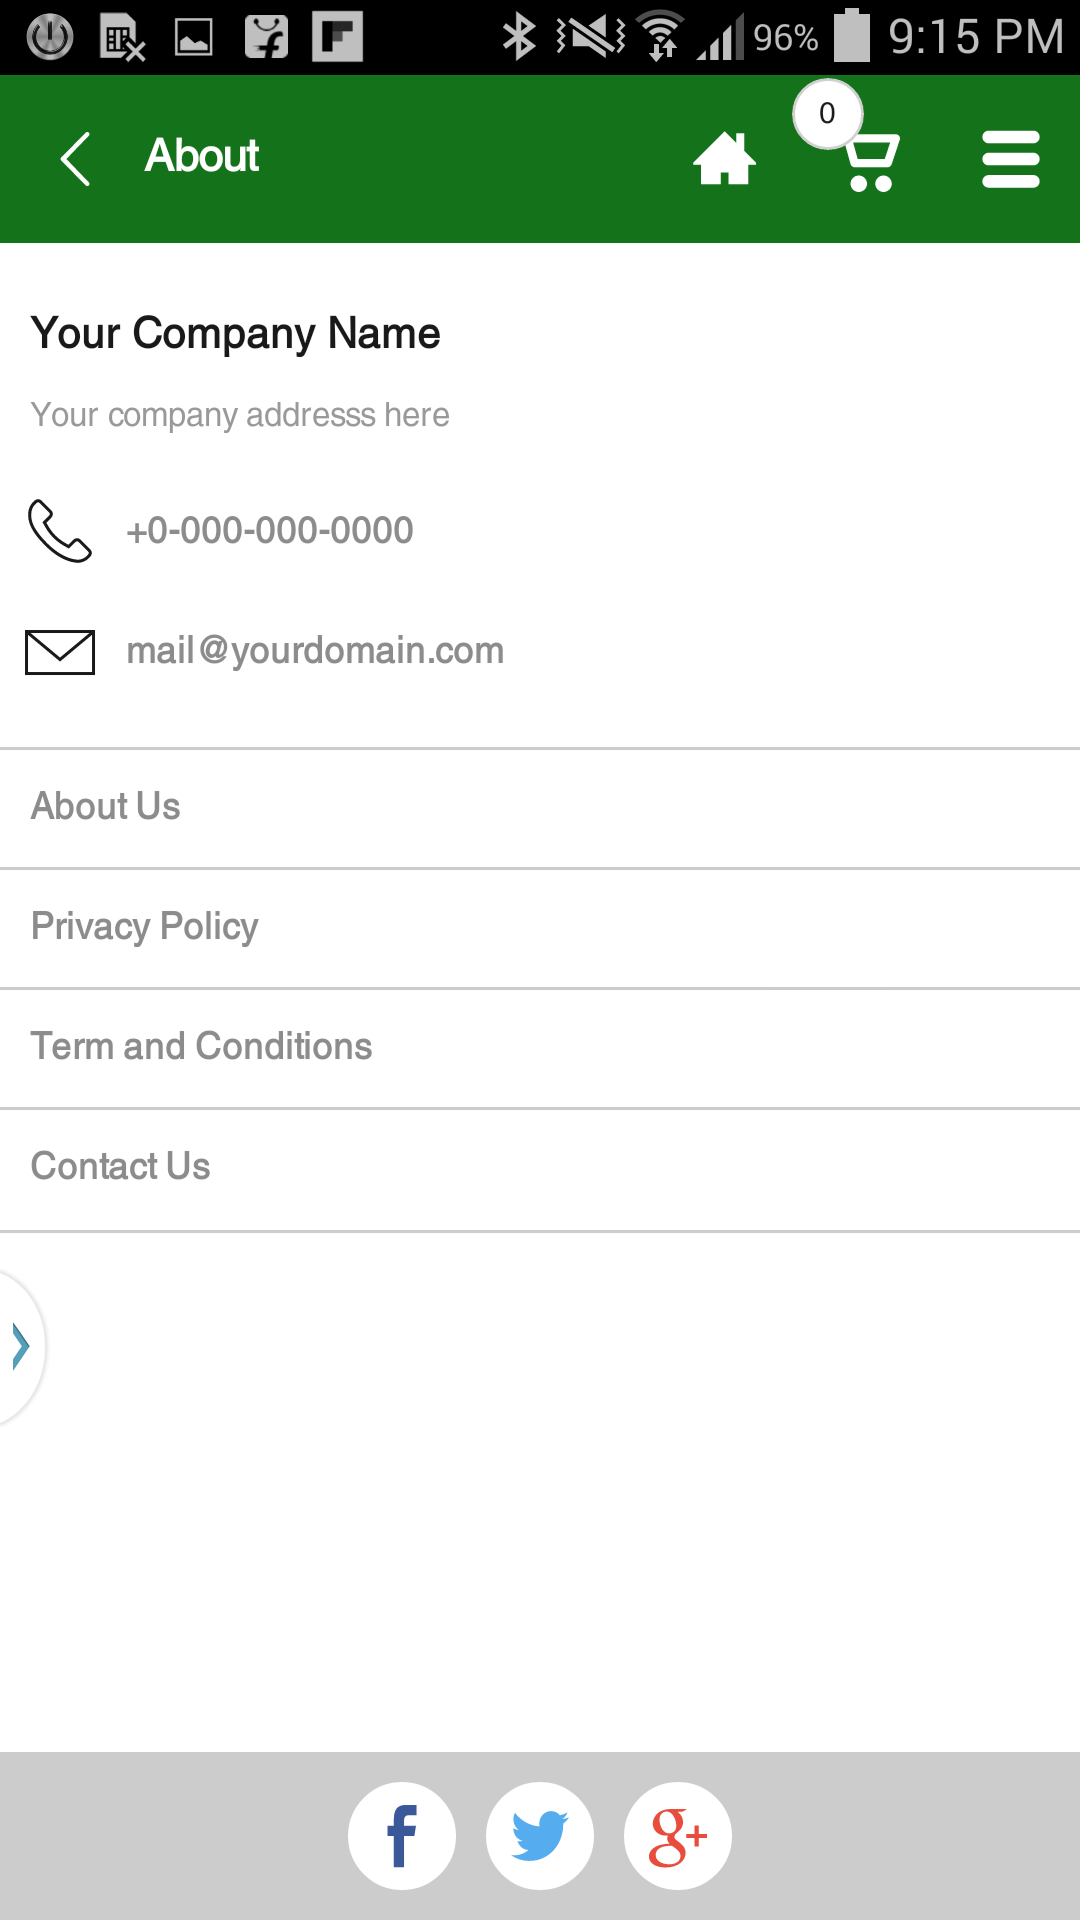 96% 9:15 PM
About
0
Your Company Name
Your company addresss here
+0-000-000-0000
mail@yourdomain.com
About Us
Privacy Policy
Term and Conditions
Contact Us
f g+